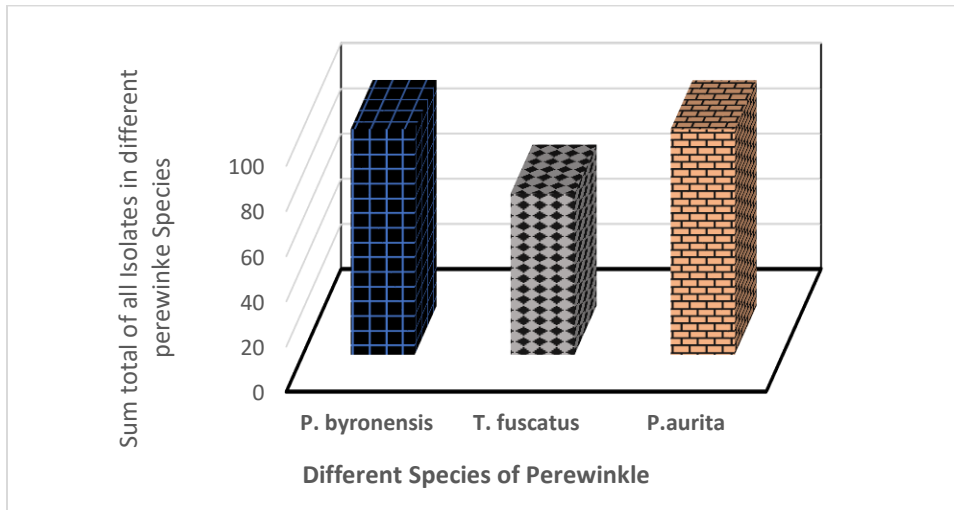 Sum total of all Isolates in different
perewinke Species
100
80
60
40
20
0
P. byronensis
T. fuscatus
P.aurita
Different Species of Perewinkle